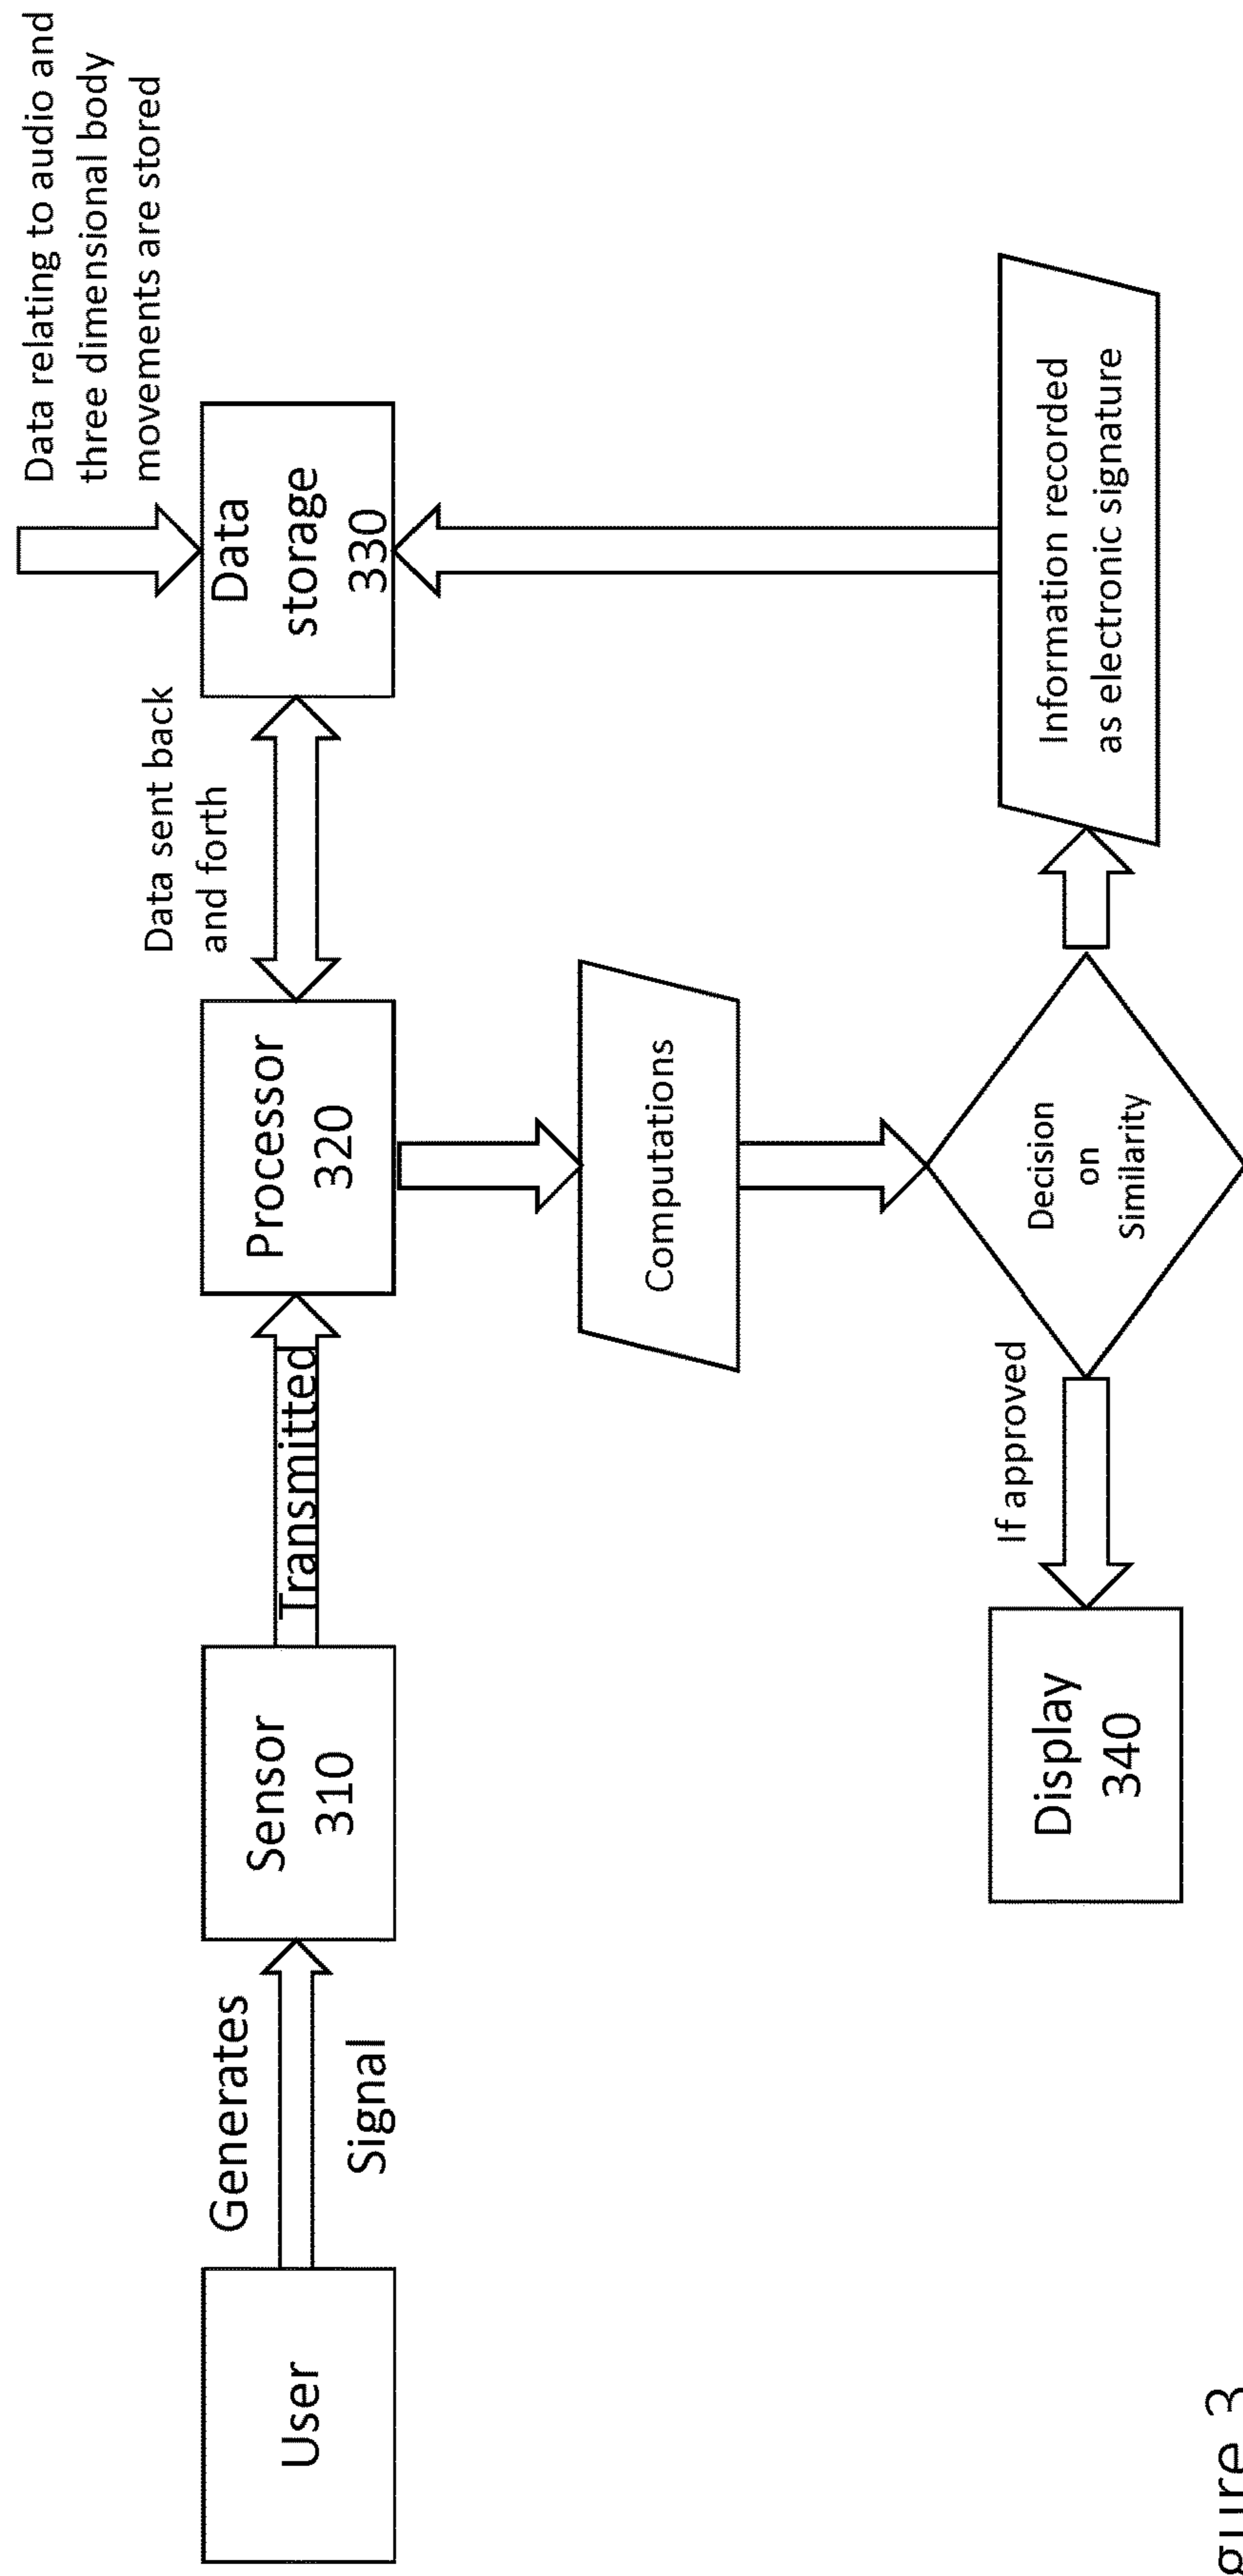 Data relating to audio and
three dimensional body
movements are stored
User
Generates
Signal
Sensor
310
Transmitted
Processor
320
Data sent back
and forth
Data
storage
330
Computations
Display
340
If approved
Decision
on
Similarity
Information recorded
as electronic signature
gure 3